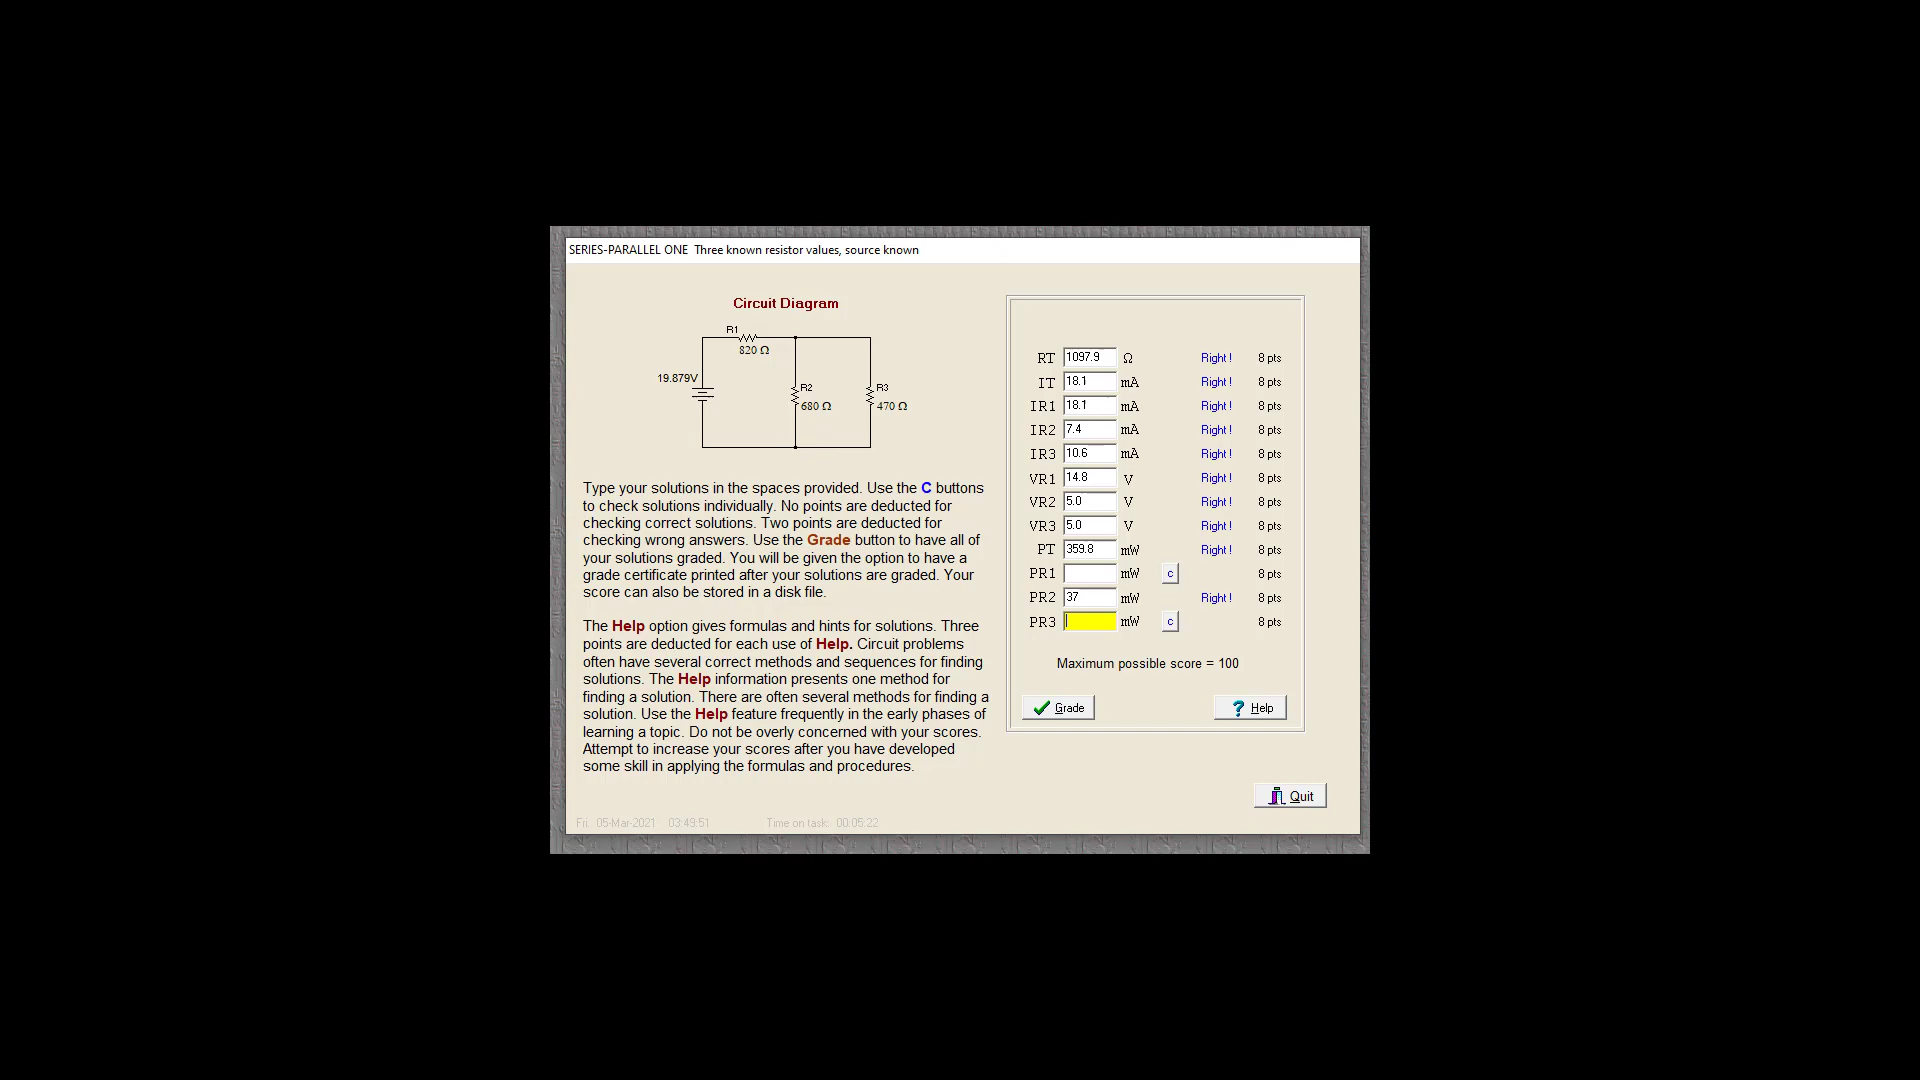 SERIES-PARALLEL ONE  Three known resistor values, source known
Circuit Diagram
R1
820 Ω
19.879V
R2
680 Ω
R3
470 Ω
Type your solutions in the spaces provided. Use the C buttons
to check solutions individually. No points are deducted for
checking correct solutions. Two points are deducted for
checking wrong answers. Use the Grade button to have all of
your solutions graded. You will be given the option to have a
grade certificate printed after your solutions are graded. Your
score can also be stored in a disk file.
The Help option gives formulas and hints for solutions. Three
points are deducted for each use of Help. Circuit problems
often have several correct methods and sequences for finding
solutions. The Help information presents one method for
finding a solution. There are often several methods for finding a
solution. Use the Help feature frequently in the early phases of
learning a topic. Do not be overly concerned with your scores.
Attempt to increase your scores after you have developed
some skill in applying the formulas and procedures.
RT 1097.9 Ω Right! 8 pts
IT 18.1 mA Right! 8 pts
IR1 18.1 mA Right! 8 pts
IR2 7.4 mA Right! 8 pts
IR3 10.6 mA Right! 8 pts
VR1 14.8 V Right! 8 pts
VR2 5.0 V Right! 8 pts
VR3 5.0 V Right! 8 pts
PT 359.8 mW Right! 8 pts
PR1 mW c 8 pts
PR2 37 mW Right! 8 pts
PR3 mW c 8 pts
Maximum possible score = 100
Grade
? Help
Quit
Fri. 05-Mar-2021 03:49:51 Time on task: 00:05:22